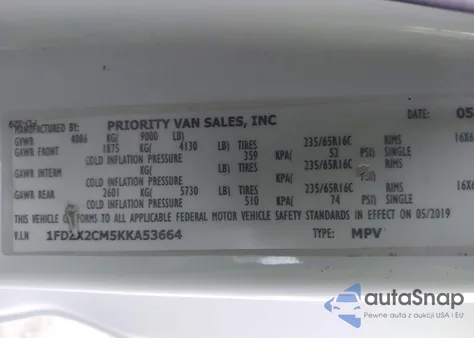 MANUFACTURED BY: PRIORITY VAN SALES, INC DATE: 05
GVWR 4086 KG( 9000 LB)
GAWR FRONT 1875 KG( 4130 LB) TIRES 235/65R16C RIMS 16X6
COLD INFLATION PRESSURE 359 KPA( 52 PSI) SINGLE
GAWR INTERM KG( LB) TIRES 235/65R16C RIMS
COLD INFLATION PRESSURE KPA( PSI)
GAWR REAR 2601 KG( 5730 LB) TIRES 235/65R16C RIMS 16X6
COLD INFLATION PRESSURE 510 KPA( 74 PSI) SINGLE
THIS VEHICLE CONFORMS TO ALL APPLICABLE FEDERAL MOTOR VEHICLE SAFETY STANDARDS IN EFFECT ON 05/2019
V.I.N 1FDZX2CM5KKA53664 TYPE: MPV
autoSnap
Pewne auta z aukcji USA i EU